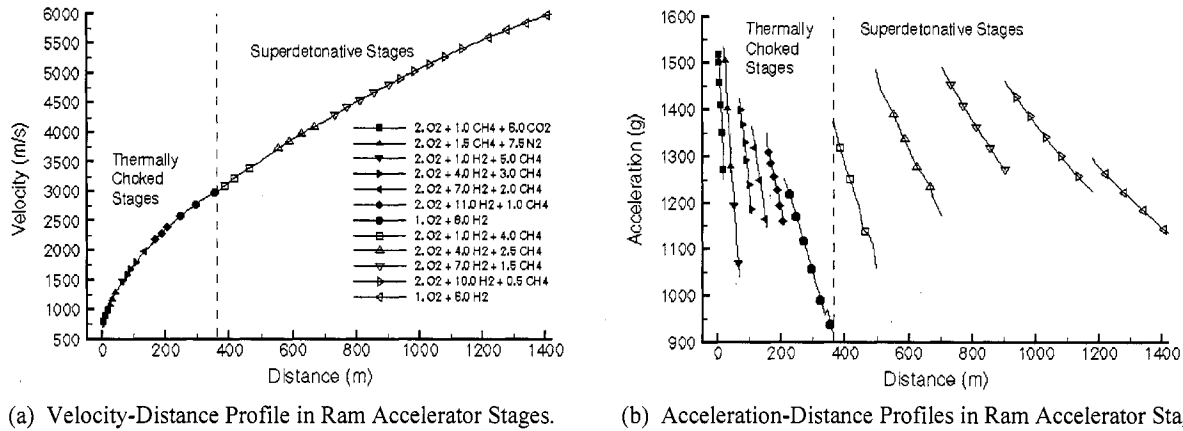 6000
5500
5000
4500
4000
3500
3000
2500
2000
1500
1000
500
Velocity (m/s)
Superdetonative Stages
Thermally
Choked
Stages
2. O2 + 1.0 CH4 + 6.0 CO2
2. O2 + 1.5 CH4 + 7.5 N2
2. O2 + 1.0 H2 + 5.0 CH4
2. O2 + 4.0 H2 + 3.0 CH4
2. O2 + 7.0 H2 + 2.0 CH4
2. O2 + 11.0 H2 + 1.0 CH4
1. O2 + 6.0 H2
2. O2 + 1.0 H2 + 4.0 CH4
2. O2 + 4.0 H2 + 2.5 CH4
2. O2 + 7.0 H2 + 1.5 CH4
2. O2 + 10.0 H2 + 0.5 CH4
1. O2 + 6.0 H2
0 200 400 600 800 1000 1200 1400
Distance (m)
(a) Velocity-Distance Profile in Ram Accelerator Stages.
1600
1500
1400
1300
1200
1100
1000
900
Acceleration (g)
Thermally
Choked
Stages
Superdetonative Stages
0 200 400 600 800 1000 1200 1400
Distance (m)
(b) Acceleration-Distance Profiles in Ram Accelerator Sta